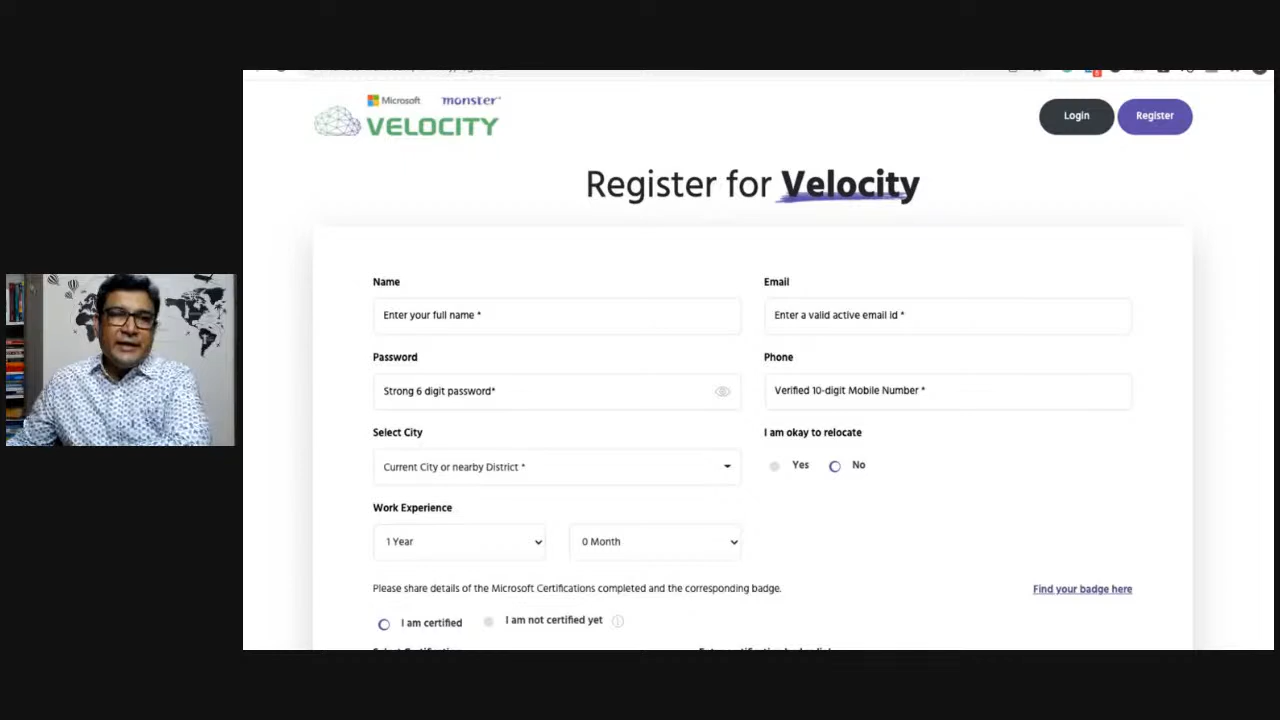 Microsoft monster
VELOCITY
Login Register
Register for Velocity
Name Email
Enter your full name * Enter a valid active email id *
Password Phone
Strong 6 digit password* Verified 10-digit Mobile Number *
Select City I am okay to relocate
Current City or nearby District * Yes No
Work Experience
1 Year 0 Month
Please share details of the Microsoft Certifications completed and the corresponding badge. Find your badge here
I am certified I am not certified yet